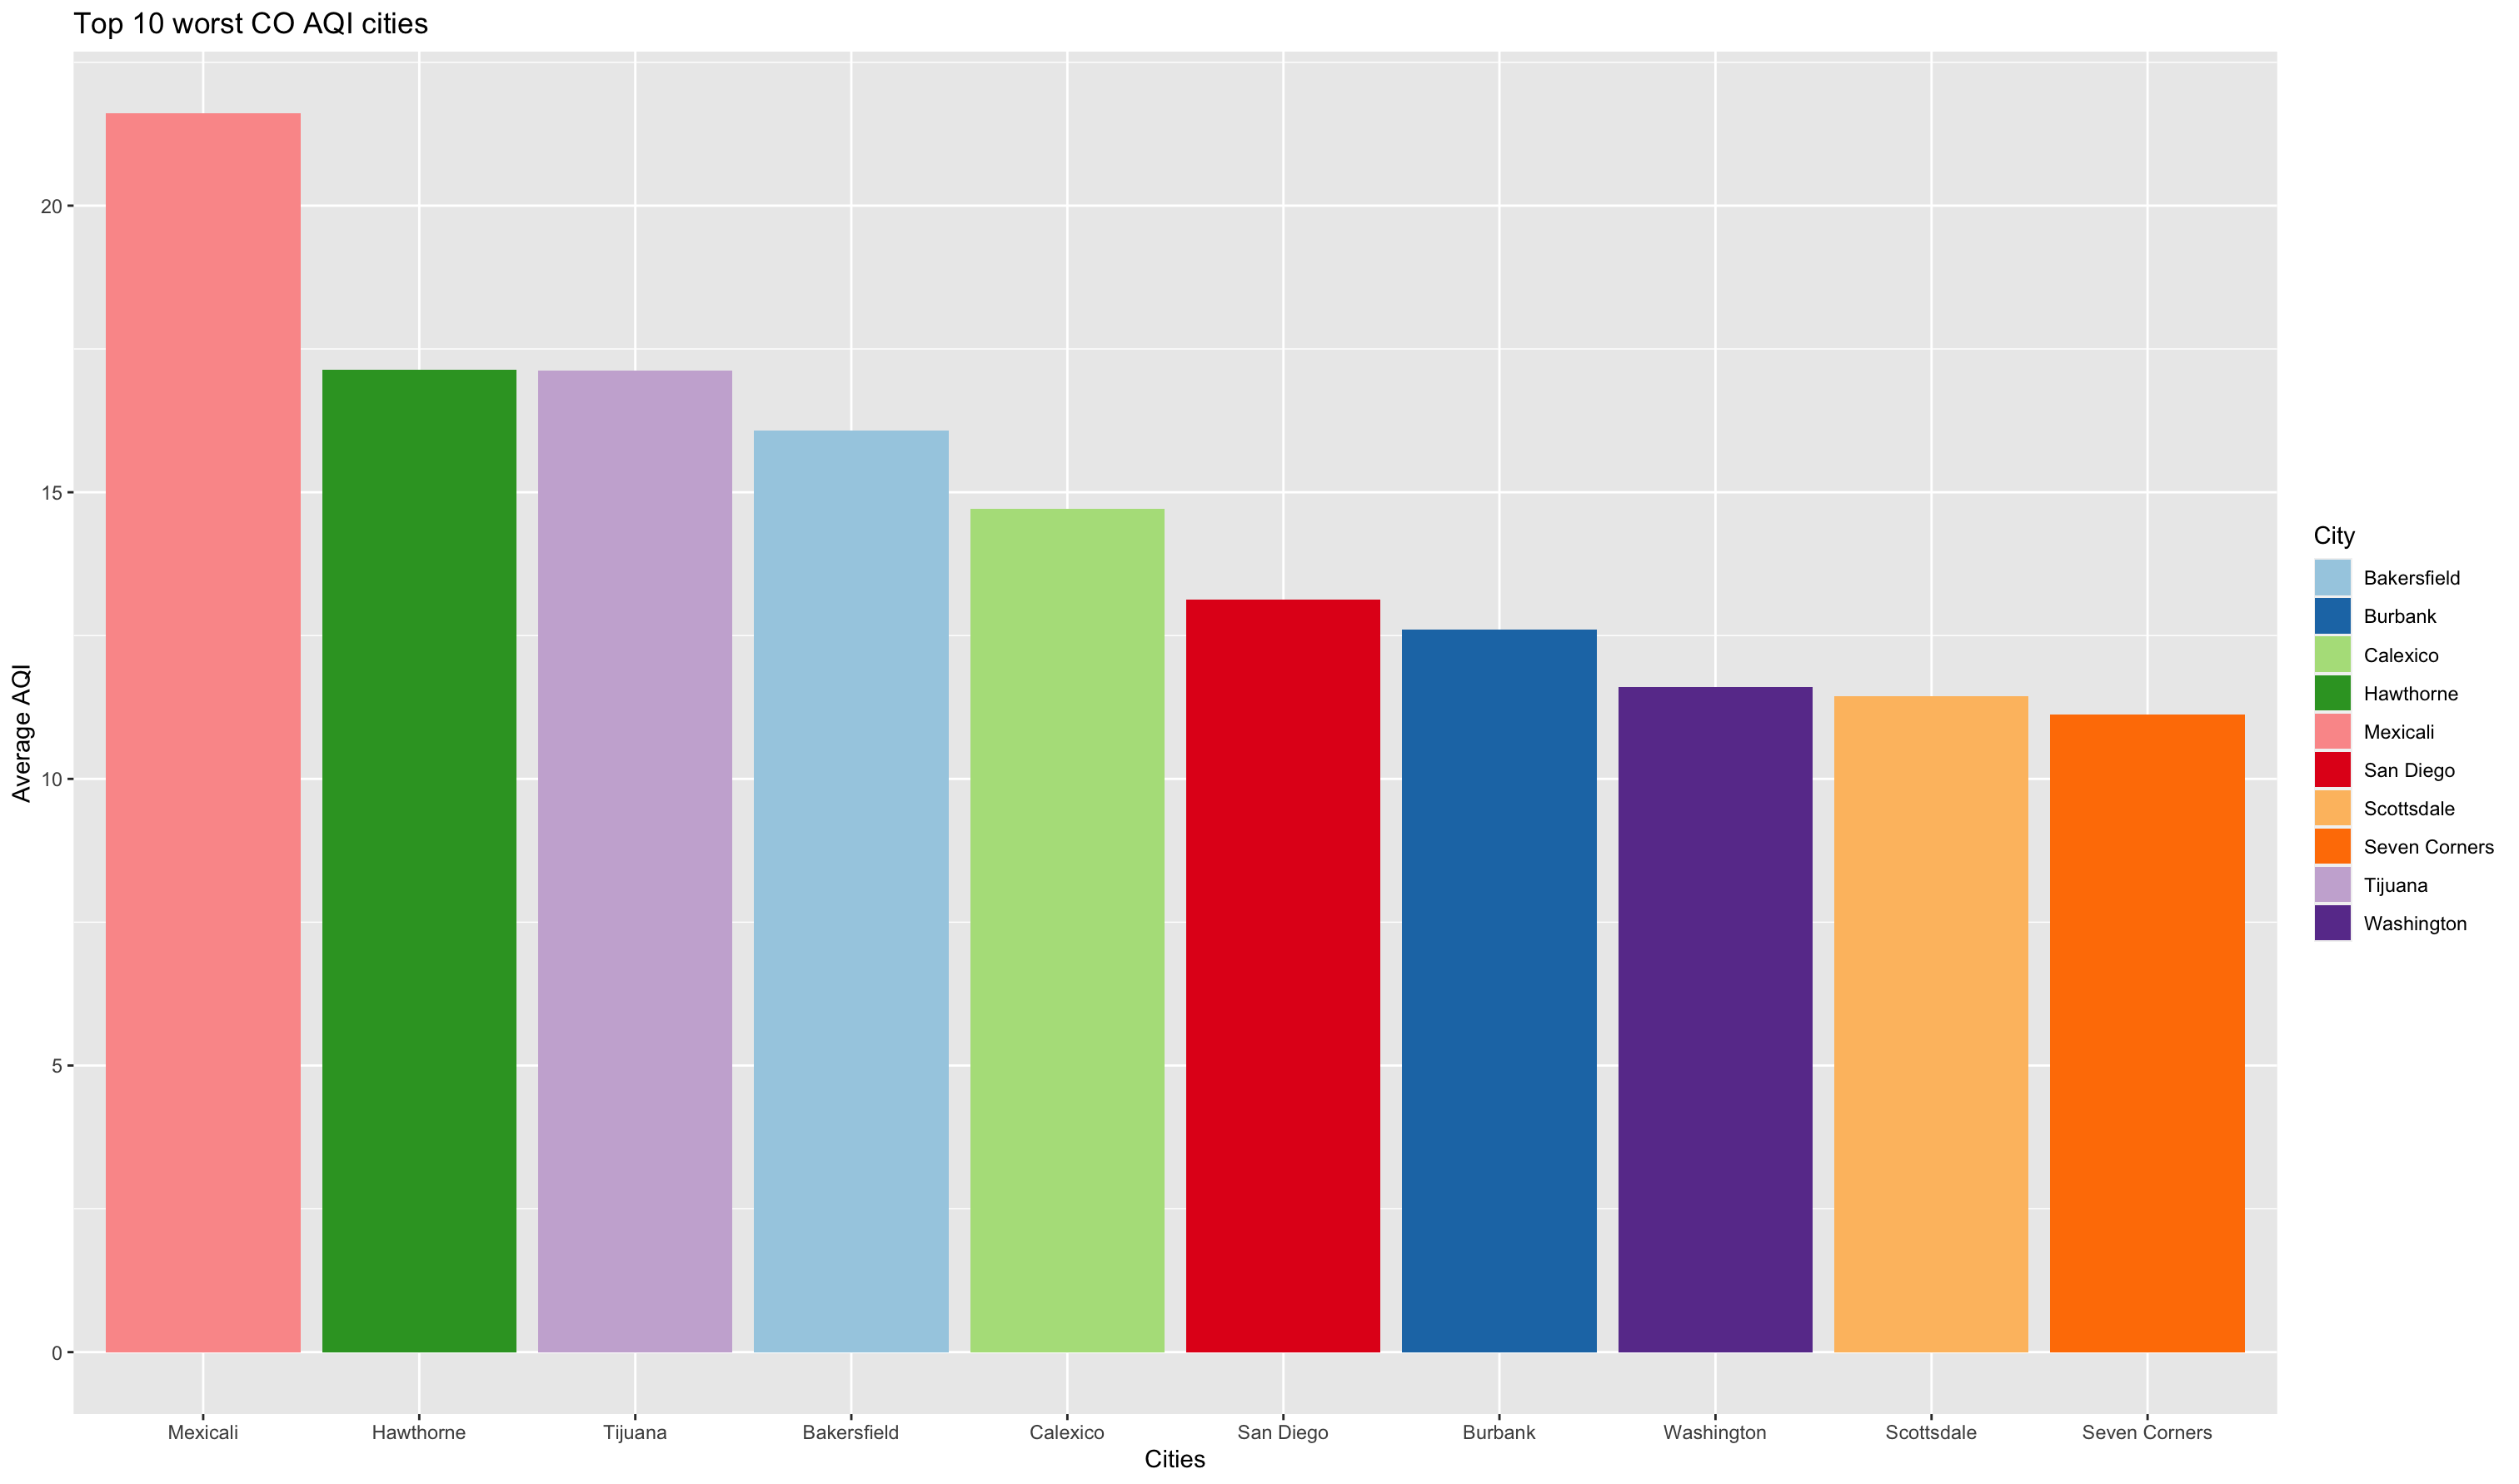 Top 10 worst CO AQI cities
Average AQI
20
15
10
5
0
Mexicali
Hawthorne
Tijuana
Bakersfield
Calexico
San Diego
Burbank
Washington
Scottsdale
Seven Corners
Cities
City
Bakersfield
Burbank
Calexico
Hawthorne
Mexicali
San Diego
Scottsdale
Seven Corners
Tijuana
Washington